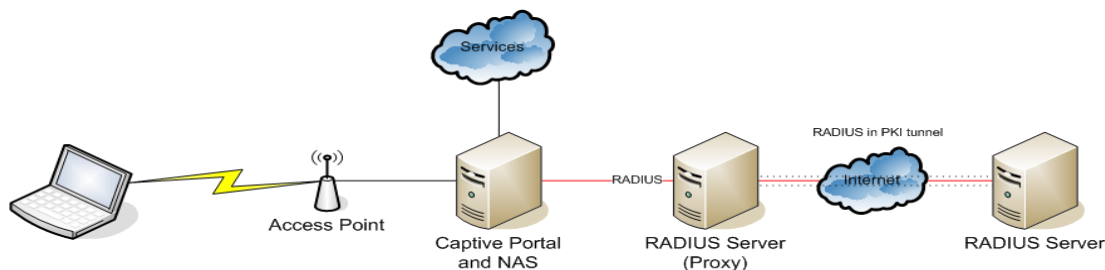 Services
RADIUS in PKI tunnel
RADIUS
Internet
Access Point
Captive Portal
and NAS
RADIUS Server
(Proxy)
RADIUS Server